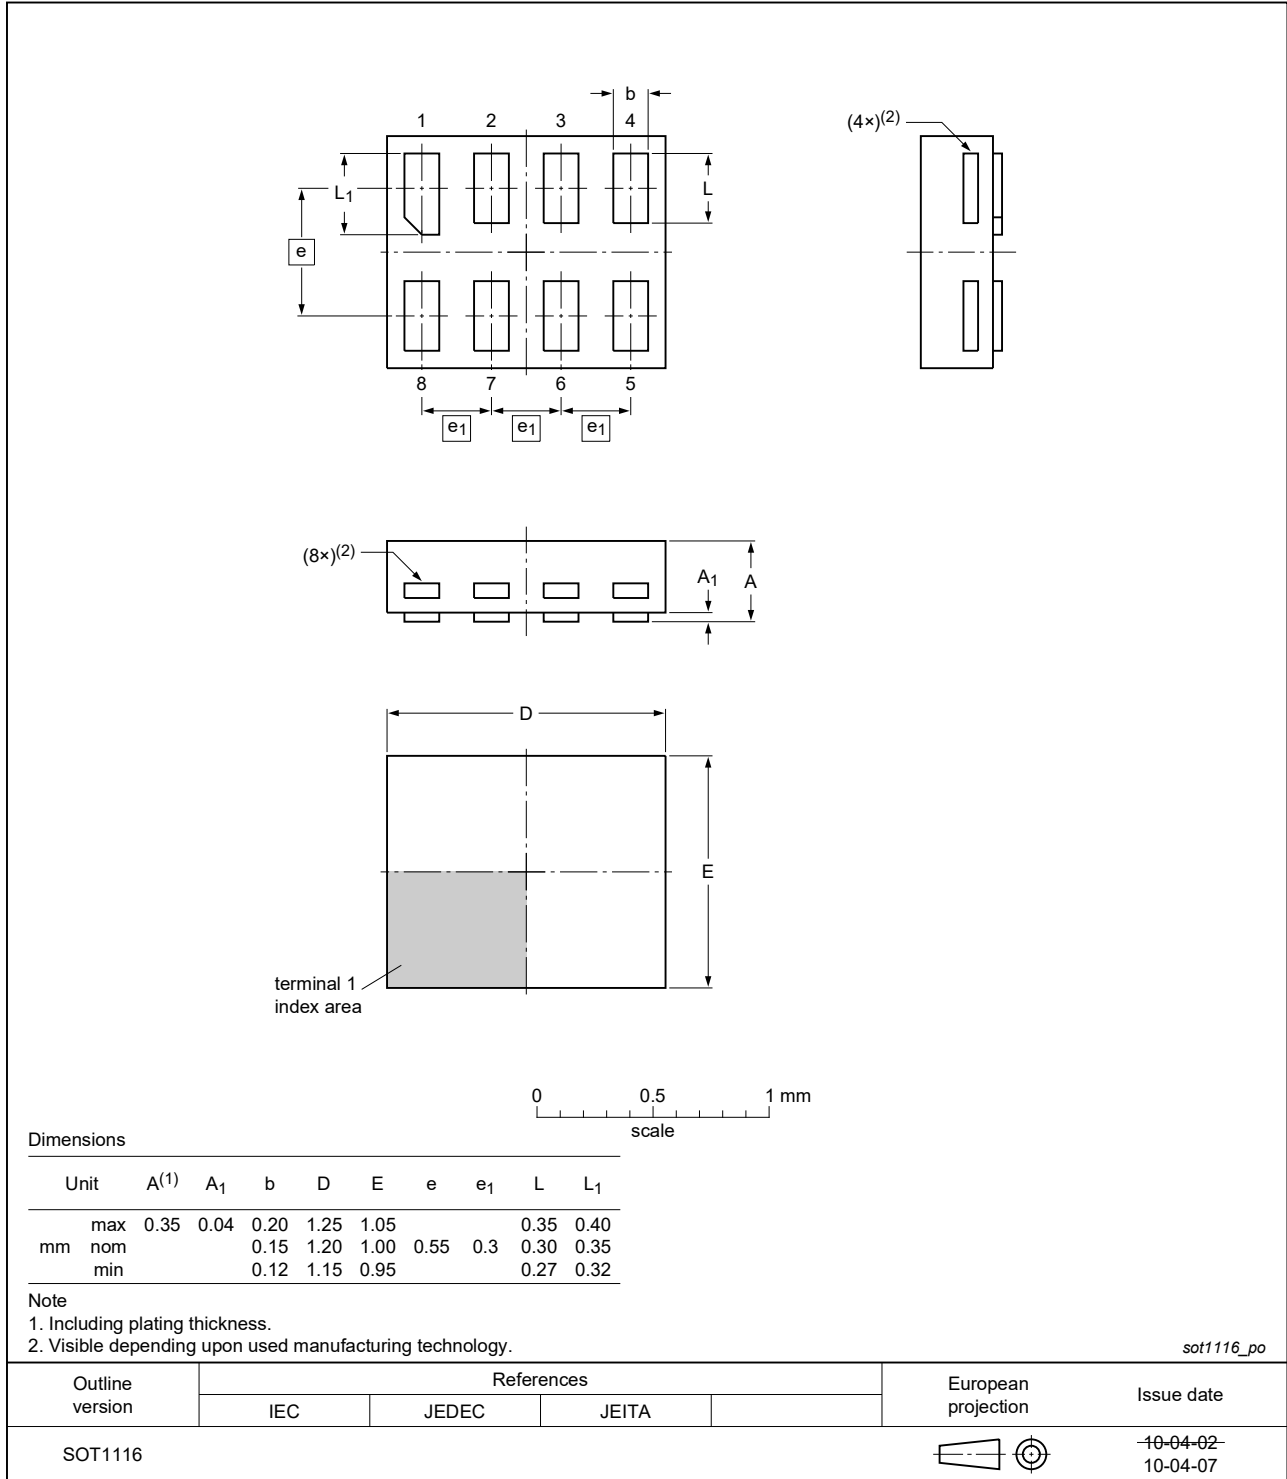 b
1 2 3 4
(4×)(2)
L1
L
e
8 7 6 5
e1 e1 e1
(8×)(2)
A1 A
D
E
terminal 1
index area
0 0.5 1 mm
scale
Dimensions
Unit A(1) A1 b D E e e1 L L1
max 0.35 0.04 0.20 1.25 1.05 0.35 0.40
mm nom 0.15 1.20 1.00 0.55 0.3 0.30 0.35
min 0.12 1.15 0.95 0.27 0.32
Note
1. Including plating thickness.
2. Visible depending upon used manufacturing technology.
sot1116_po
Outline
version
References
IEC JEDEC JEITA
European
projection
Issue date
SOT1116
10-04-02
10-04-07